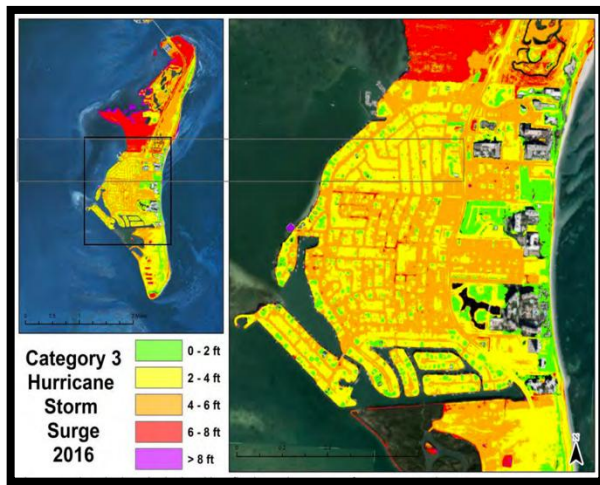 Category 3
Hurricane
Storm
Surge
2016
0 - 2 ft
2 - 4 ft
4 - 6 ft
6 - 8 ft
> 8 ft